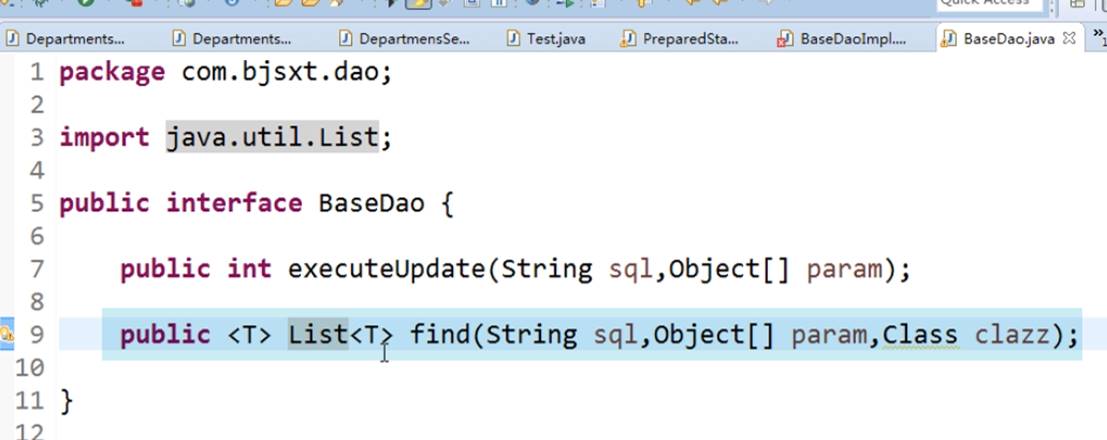 Quick Access
Departments... Departments... DepartmensSe... Test.java PreparedSta... BaseDaoImpl.... BaseDao.java
1 package com.bjsxt.dao;
2
3 import java.util.List;
4
5 public interface BaseDao {
6
7 public int executeUpdate(String sql,Object[] param);
8
9 public <T> List<T> find(String sql,Object[] param,Class clazz);
10
11 }
12